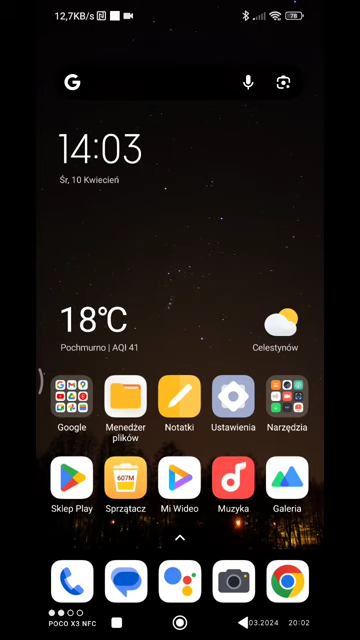 12,7KB/s
78
G
14:03
Śr, 10 Kwiecień
18°C
Pochmurno | AQI 41
Celestynów
Google
Menedżer plików
Notatki
Ustawienia
Narzędzia
607M
Sklep Play
Sprzątacz
Mi Wideo
Muzyka
Galeria
POCO X3 NFC
03.2024 20:02